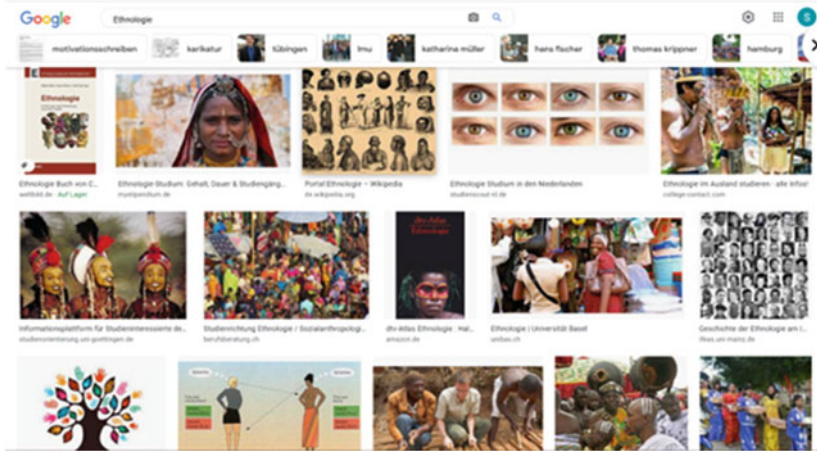 Google
Ethnologie
S
motivationsschreiben karikatur tübingen lmu katharina müller hans fischer thomas krippner hamburg
E
Ethnologie
Ethnologie Buch von C...
weltbild.de · Auf Lager
Ethnologie-Studium: Gehalt, Dauer & Studiengäng...
mystipendium.de
Portal:Ethnologie – Wikipedia
de.wikipedia.org
Ethnologie Studium in den Niederlanden
studienscout-nl.de
Ethnologie im Ausland studieren - alle Infos!
college-contact.com
dtv-Atlas
Ethnologie
Informationsplattform für Studieninteressierte de...
studienorientierung.uni-goettingen.de
Studienrichtung Ethnologie / Sozialanthropologi...
berufsberatung.ch
dtv-Atlas Ethnologie : Hal...
amazon.de
Ethnologie | Universität Basel
unibas.ch
Geschichte der Ethnologie am I...
ifeas.uni-mainz.de